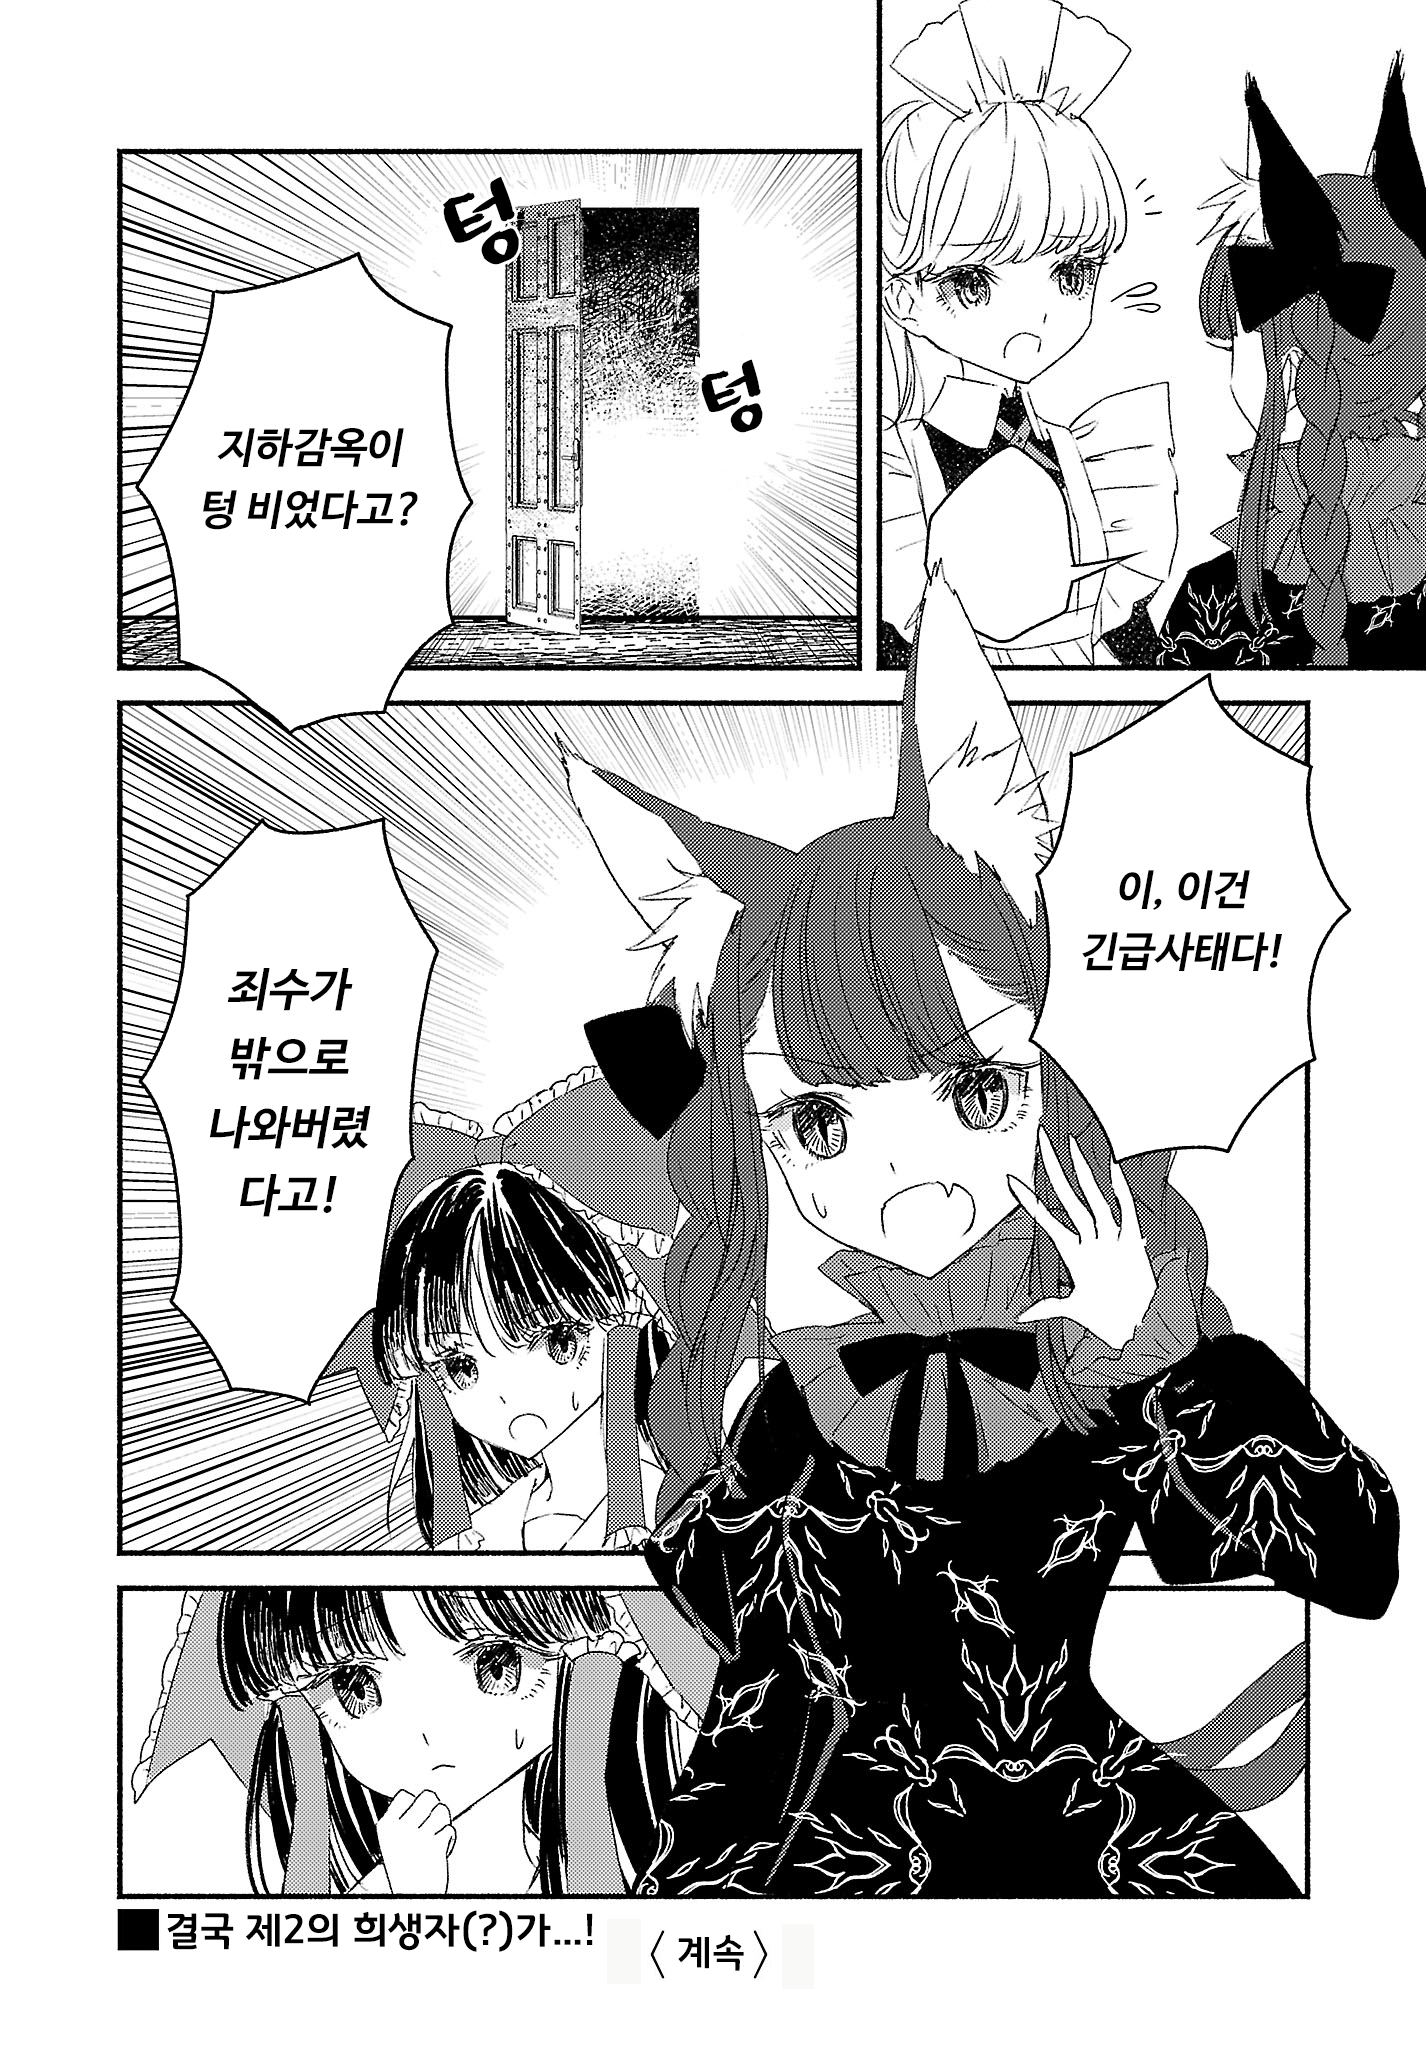 텅
텅
지하감옥이
텅 비었다고?
이, 이건
긴급사태다!
죄수가
밖으로
나와버렸
다고!
■결국 제2의 희생자(?)가...!
〈 계속 〉